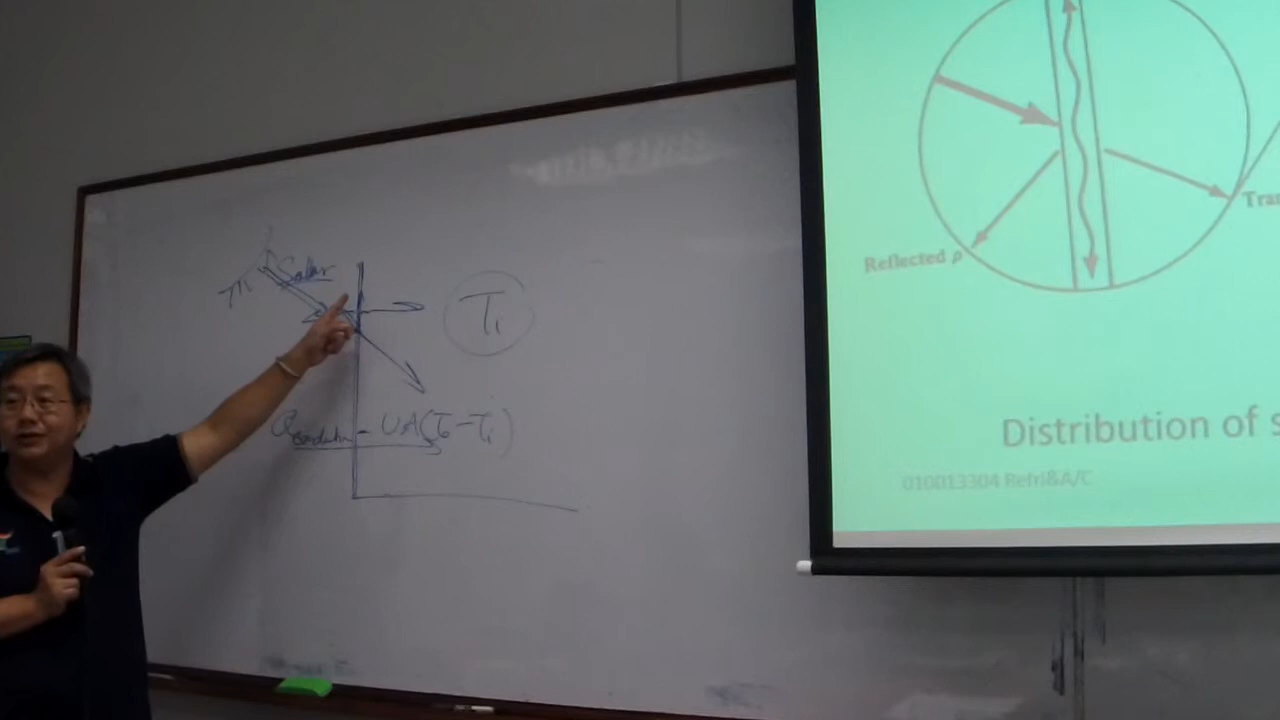 Solar
Ti
Qconduction = UA(To-Ti)
Reflected ρ
Tran
Distribution of s
010013304 Refri&A/C